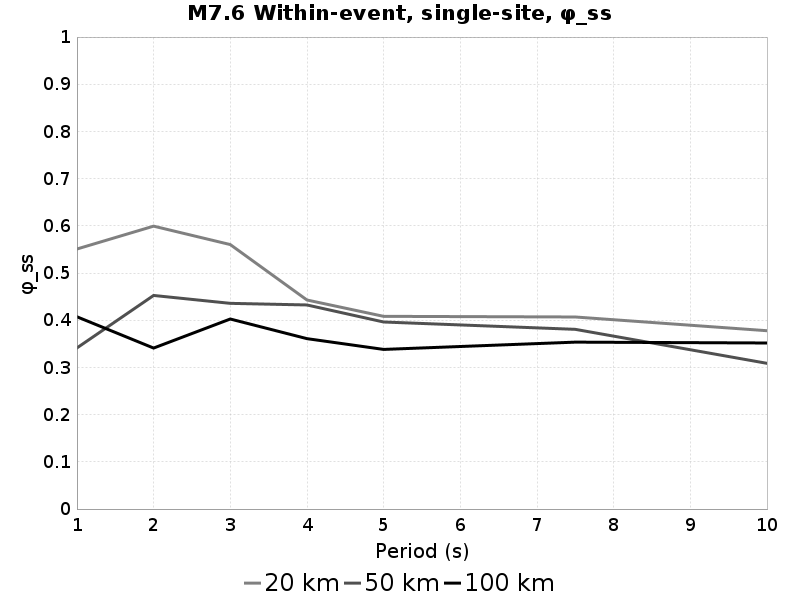 M7.6 Within-event, single-site, φ_ss
1
0.9
0.8
0.7
0.6
0.5
0.4
0.3
0.2
0.1
0
φ_ss
1 2 3 4 5 6 7 8 9 10
Period (s)
20 km 50 km 100 km